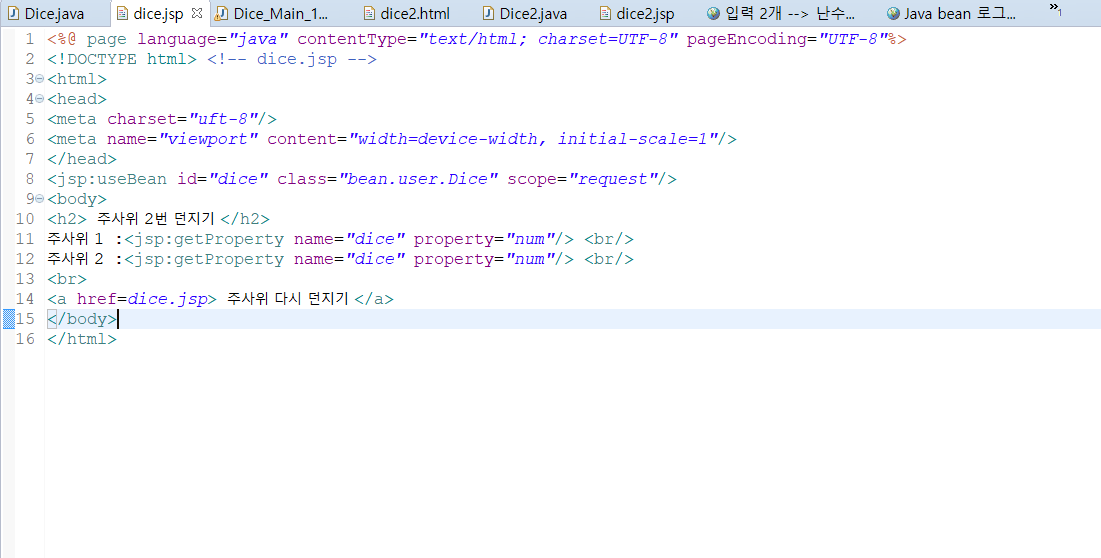 Dice.java dice.jsp Dice_Main_1... dice2.html Dice2.java dice2.jsp 입력 2개 --> 난수... Java bean 로그... »1
1 <%@ page language="java" contentType="text/html; charset=UTF-8" pageEncoding="UTF-8"%>
2 <!DOCTYPE html> <!-- dice.jsp -->
3 <html>
4 <head>
5 <meta charset="uft-8"/>
6 <meta name="viewport" content="width=device-width, initial-scale=1"/>
7 </head>
8 <jsp:useBean id="dice" class="bean.user.Dice" scope="request"/>
9 <body>
10 <h2> 주사위 2번 던지기 </h2>
11 주사위 1 :<jsp:getProperty name="dice" property="num"/> <br/>
12 주사위 2 :<jsp:getProperty name="dice" property="num"/> <br/>
13 <br>
14 <a href=dice.jsp> 주사위 다시 던지기 </a>
15 </body>
16 </html>